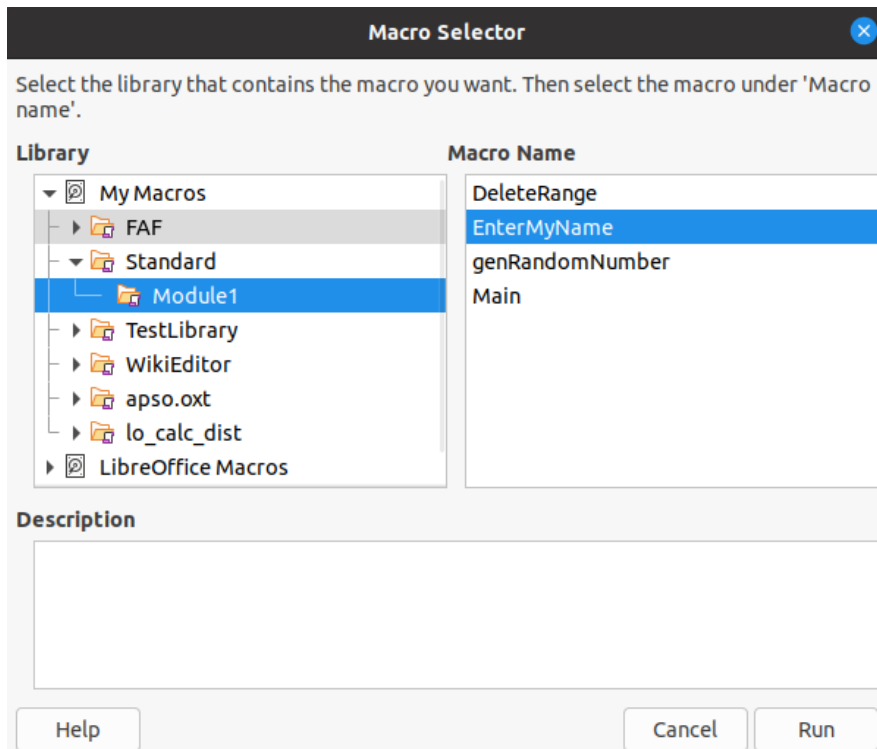 Macro Selector
Select the library that contains the macro you want. Then select the macro under 'Macro
name'.
Library
Macro Name
My Macros
FAF
Standard
Module1
TestLibrary
WikiEditor
apso.oxt
lo_calc_dist
LibreOffice Macros
DeleteRange
EnterMyName
genRandomNumber
Main
Description
Help
Cancel
Run